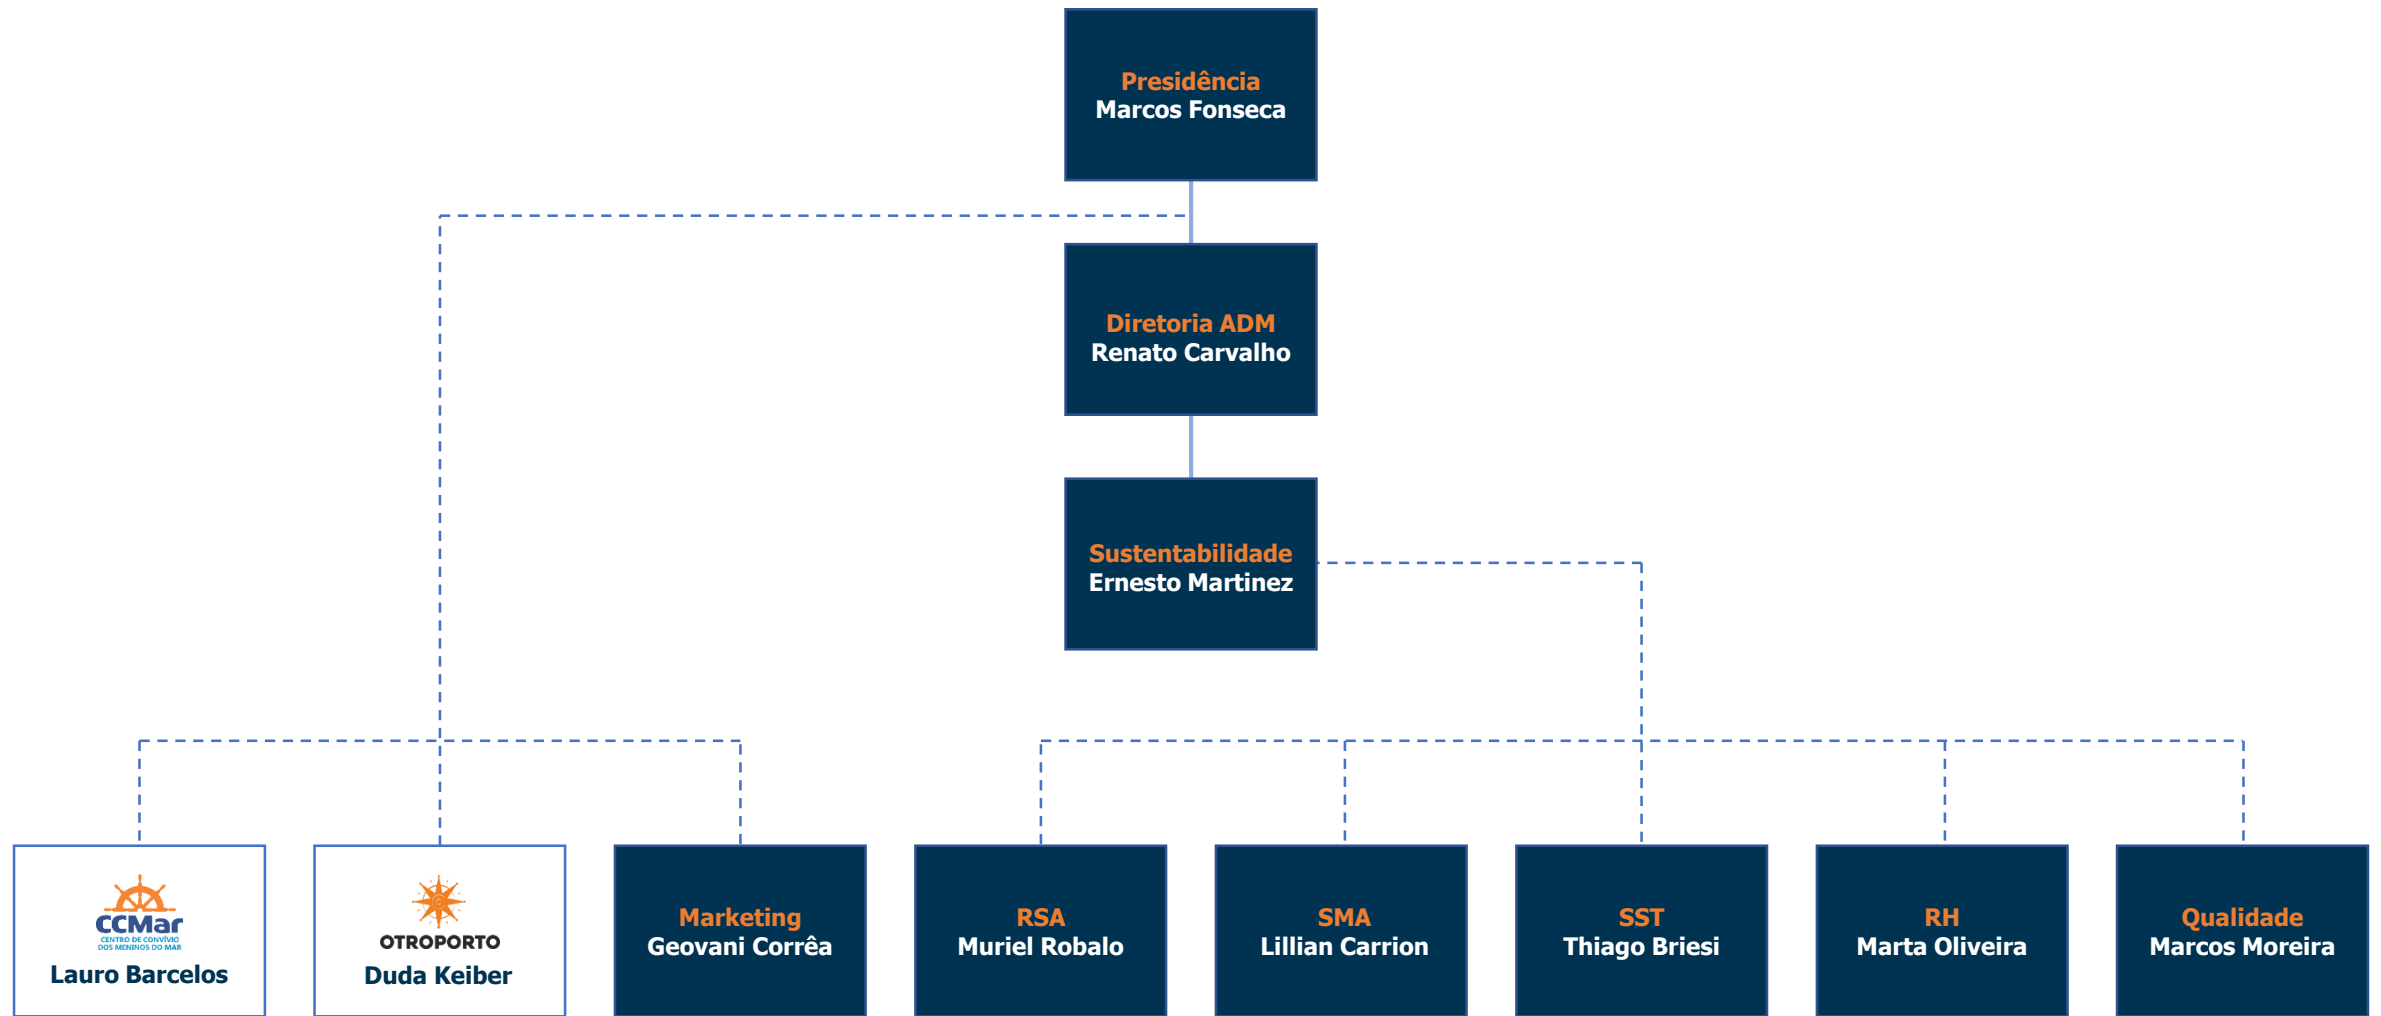 Presidência
Marcos Fonseca
Diretoria ADM
Renato Carvalho
Sustentabilidade
Ernesto Martinez
CCMar
CENTRO DE CONVÍVIO
DOS MENINOS DO MAR
Lauro Barcelos
OTROPORTO
Duda Keiber
Marketing
Geovani Corrêa
RSA
Muriel Robalo
SMA
Lillian Carrion
SST
Thiago Briesi
RH
Marta Oliveira
Qualidade
Marcos Moreira